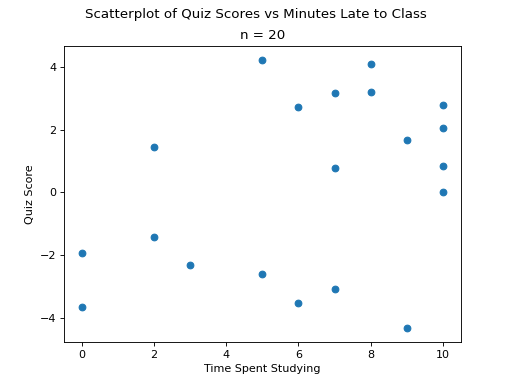 Scatterplot of Quiz Scores vs Minutes Late to Class
n = 20
4
2
0
−2
−4
Quiz Score
0 2 4 6 8 10
Time Spent Studying